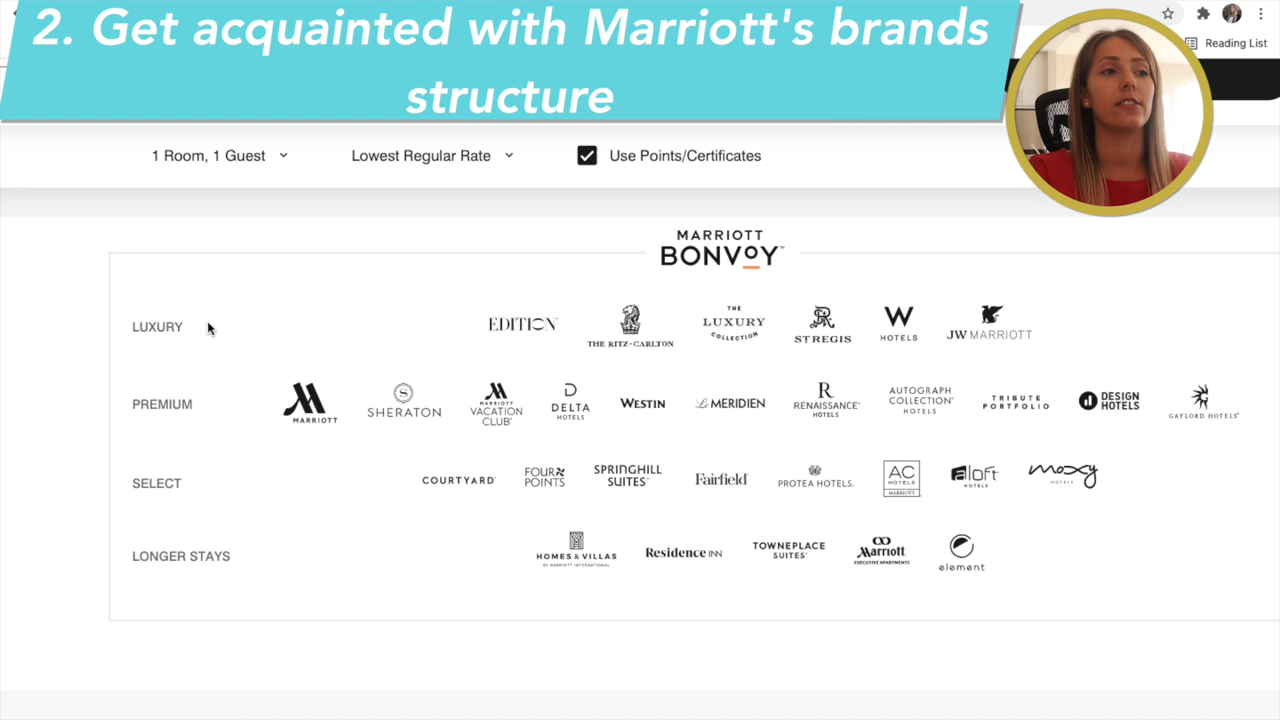 2. Get acquainted with Marriott's brands
structure
Reading List
1 Room, 1 Guest
Lowest Regular Rate
Use Points/Certificates
MARRIOTT
BONVOY™
LUXURY
EDITION
THE RITZ-CARLTON
THE
LUXURY
COLLECTION
ST REGIS
W
HOTELS
JW MARRIOTT
PREMIUM
MARRIOTT
S
SHERATON
MARRIOTT
VACATION
CLUB
D
DELTA
HOTELS
WESTIN
Le MERIDIEN
R
RENAISSANCE
HOTELS
AUTOGRAPH
COLLECTION
HOTELS
TRIBUTE
PORTFOLIO
DESIGN
HOTELS
GAYLORD HOTELS
SELECT
COURTYARD
FOUR
POINTS
SPRINGHILL
SUITES
Fairfield
PROTEA HOTELS.
AC
HOTELS
MARRIOTT
aloft
HOTELS
moxy
HOTELS
LONGER STAYS
HOMES & VILLAS
BY MARRIOTT INTERNATIONAL
Residence INN
TOWNEPLACE
SUITES
Marriott
EXECUTIVE APARTMENTS
element